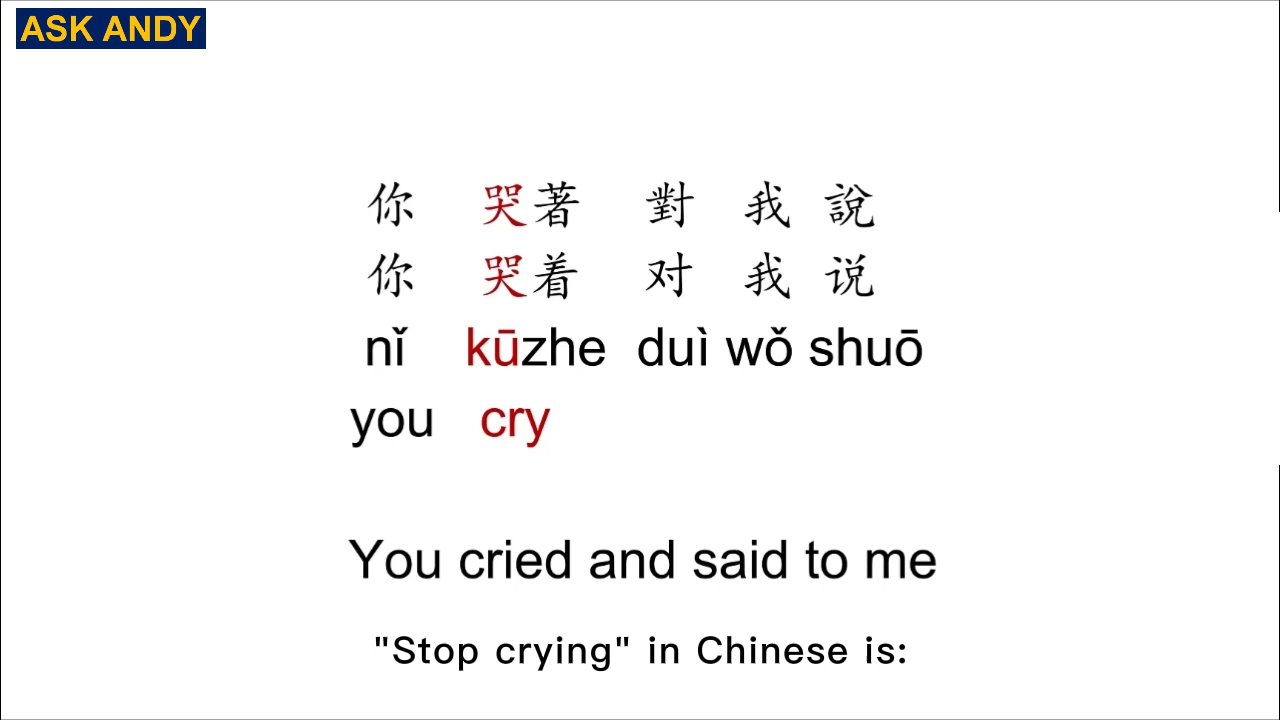 ASK ANDY
你 哭著 對 我 說
你 哭着 对 我 说
nǐ kūzhe duì wǒ shuō
you cry
You cried and said to me
"Stop crying" in Chinese is: